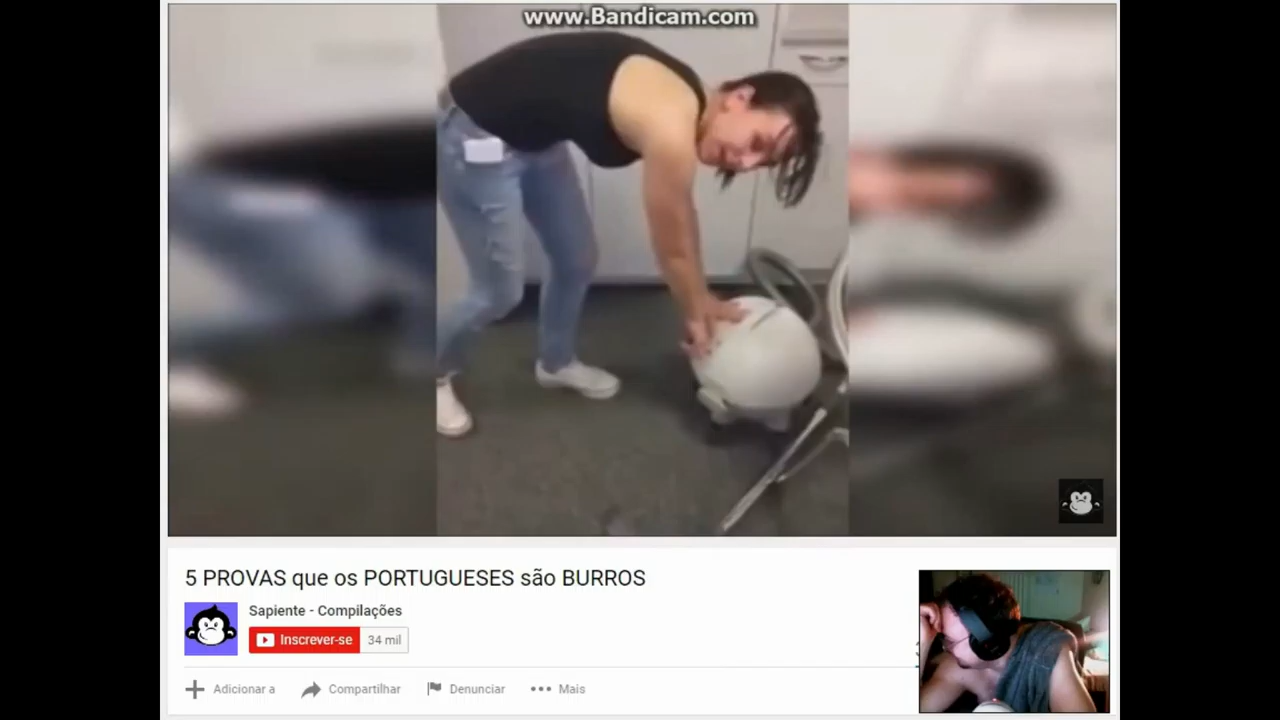 www.Bandicam.com
5 PROVAS que os PORTUGUESES são BURROS
Sapiente - Compilações
Inscrever-se 34 mil
Adicionar a Compartilhar Denunciar Mais